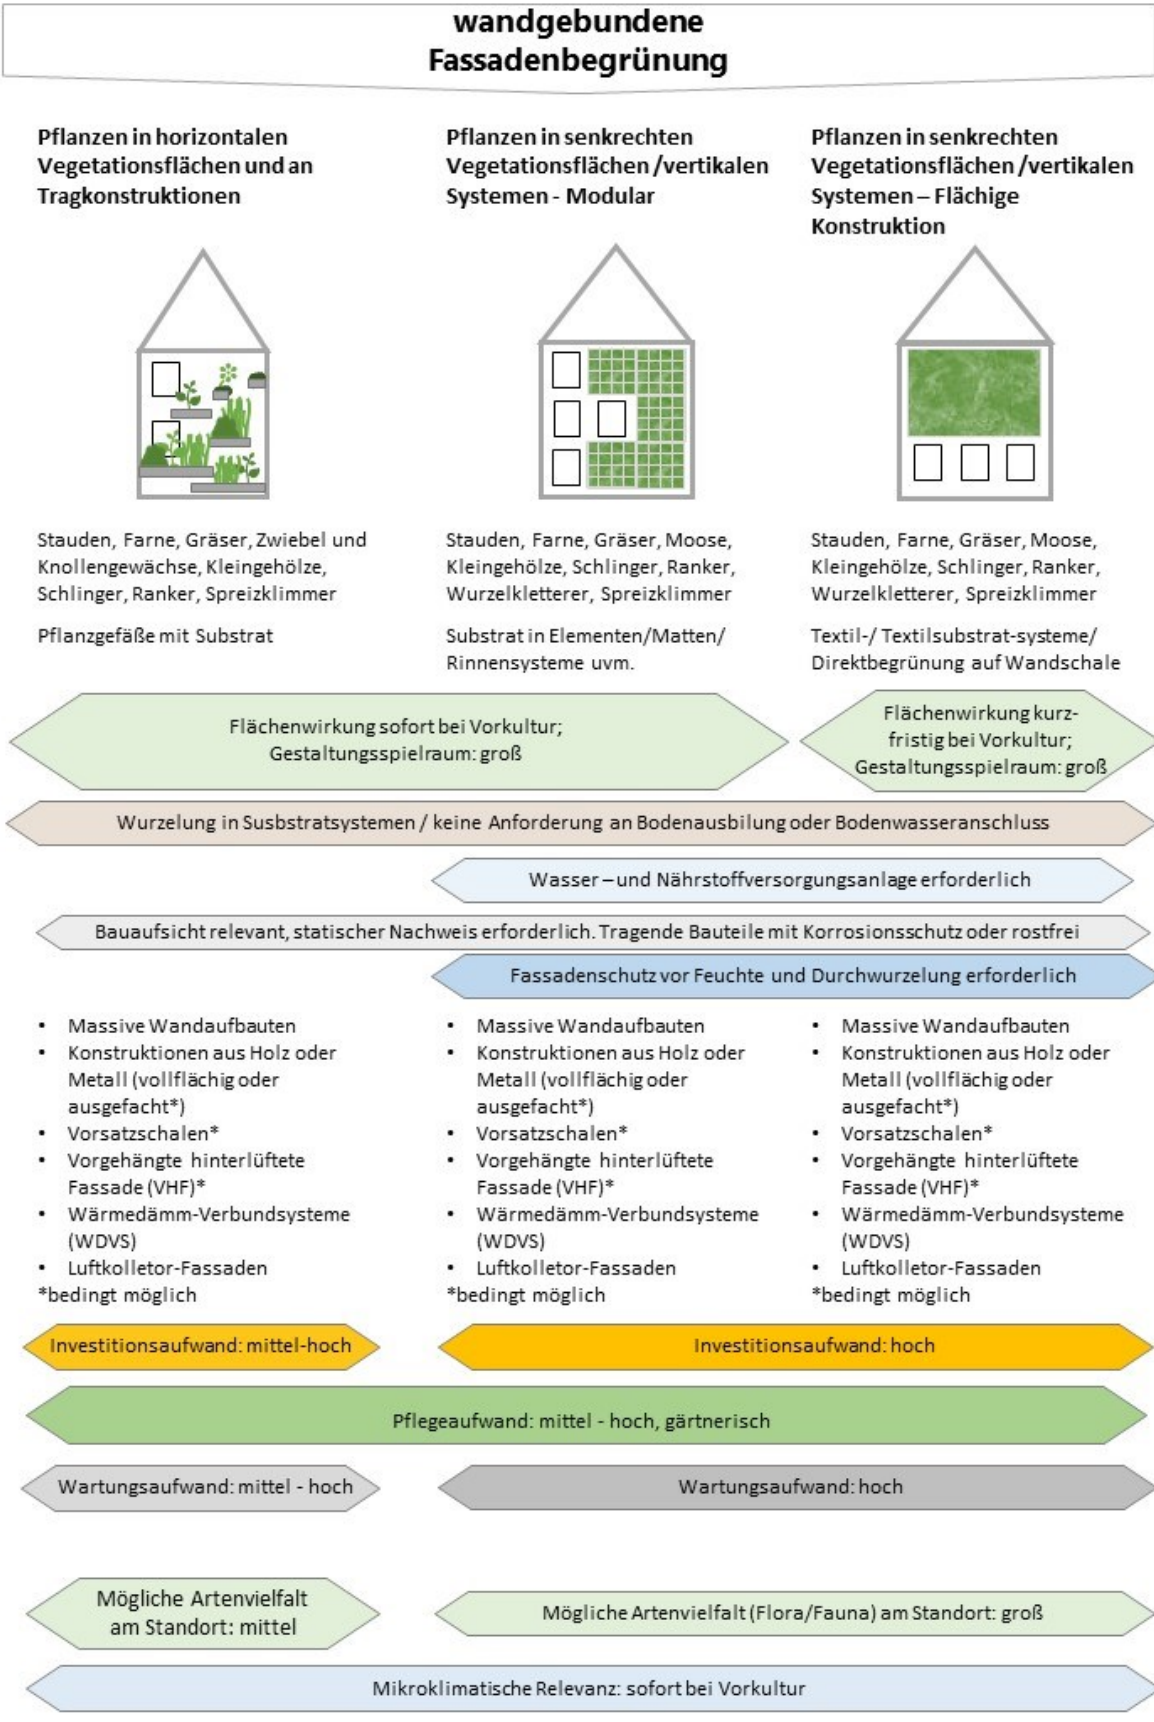 wandgebundene
Fassadenbegrünung
Pflanzen in horizontalen
Vegetationsflächen und an
Tragkonstruktionen
Pflanzen in senkrechten
Vegetationsflächen /vertikalen
Systemen - Modular
Pflanzen in senkrechten
Vegetationsflächen /vertikalen
Systemen – Flächige
Konstruktion
Stauden, Farne, Gräser, Zwiebel und
Knollengewächse, Kleingehölze,
Schlinger, Ranker, Spreizklimmer
Pflanzgefäße mit Substrat
Stauden, Farne, Gräser, Moose,
Kleingehölze, Schlinger, Ranker,
Wurzelkletterer, Spreizklimmer
Substrat in Elementen/Matten/
Rinnensysteme uvm.
Stauden, Farne, Gräser, Moose,
Kleingehölze, Schlinger, Ranker,
Wurzelkletterer, Spreizklimmer
Textil-/ Textilsubstrat-systeme/
Direktbegrünung auf Wandschale
Flächenwirkung sofort bei Vorkultur;
Gestaltungsspielraum: groß
Flächenwirkung kurz-
fristig bei Vorkultur;
Gestaltungsspielraum: groß
Wurzelung in Susbstratsystemen / keine Anforderung an Bodenausbilung oder Bodenwasseranschluss
Wasser – und Nährstoffversorgungsanlage erforderlich
Bauaufsicht relevant, statischer Nachweis erforderlich. Tragende Bauteile mit Korrosionsschutz oder rostfrei
Fassadenschutz vor Feuchte und Durchwurzelung erforderlich
• Massive Wandaufbauten
• Konstruktionen aus Holz oder
Metall (vollflächig oder
ausgefacht*)
• Vorsatzschalen*
• Vorgehängte hinterlüftete
Fassade (VHF)*
• Wärmedämm-Verbundsysteme
(WDVS)
• Luftkolletor-Fassaden
*bedingt möglich
• Massive Wandaufbauten
• Konstruktionen aus Holz oder
Metall (vollflächig oder
ausgefacht*)
• Vorsatzschalen*
• Vorgehängte hinterlüftete
Fassade (VHF)*
• Wärmedämm-Verbundsysteme
(WDVS)
• Luftkolletor-Fassaden
*bedingt möglich
• Massive Wandaufbauten
• Konstruktionen aus Holz oder
Metall (vollflächig oder
ausgefacht*)
• Vorsatzschalen*
• Vorgehängte hinterlüftete
Fassade (VHF)*
• Wärmedämm-Verbundsysteme
(WDVS)
• Luftkolletor-Fassaden
*bedingt möglich
Investitionsaufwand: mittel-hoch
Investitionsaufwand: hoch
Pflegeaufwand: mittel - hoch, gärtnerisch
Wartungsaufwand: mittel - hoch
Wartungsaufwand: hoch
Mögliche Artenvielfalt
am Standort: mittel
Mögliche Artenvielfalt (Flora/Fauna) am Standort: groß
Mikroklimatische Relevanz: sofort bei Vorkultur